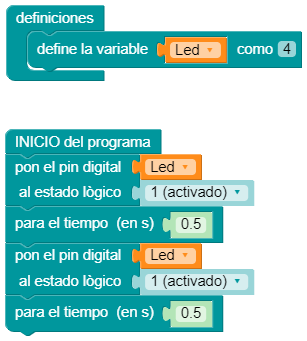 definiciones
define la variable Led como 4
INICIO del programa
pon el pin digital Led
al estado lògico 1 (activado)
para el tiempo (en s) 0.5
pon el pin digital Led
al estado lògico 1 (activado)
para el tiempo (en s) 0.5